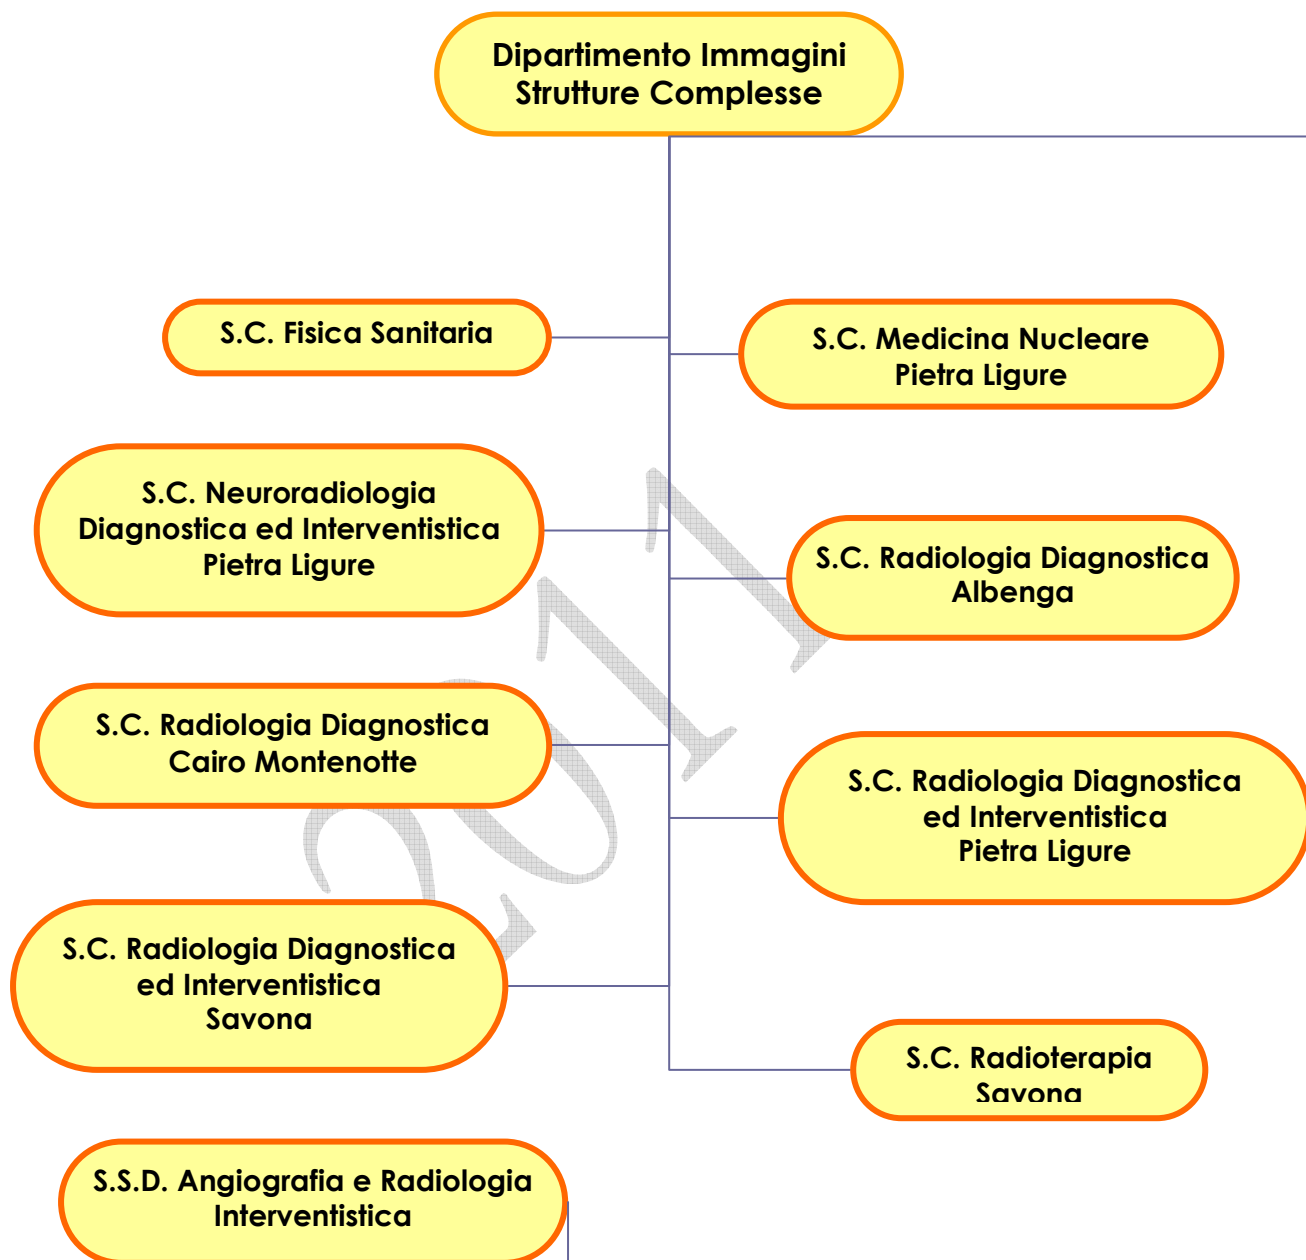 Dipartimento Immagini
Strutture Complesse
S.C. Fisica Sanitaria
S.C. Medicina Nucleare
Pietra Ligure
S.C. Neuroradiologia
Diagnostica ed Interventistica
Pietra Ligure
S.C. Radiologia Diagnostica
Albenga
S.C. Radiologia Diagnostica
Cairo Montenotte
S.C. Radiologia Diagnostica
ed Interventistica
Pietra Ligure
S.C. Radiologia Diagnostica
ed Interventistica
Savona
S.C. Radioterapia
Savona
S.S.D. Angiografia e Radiologia
Interventistica
2011